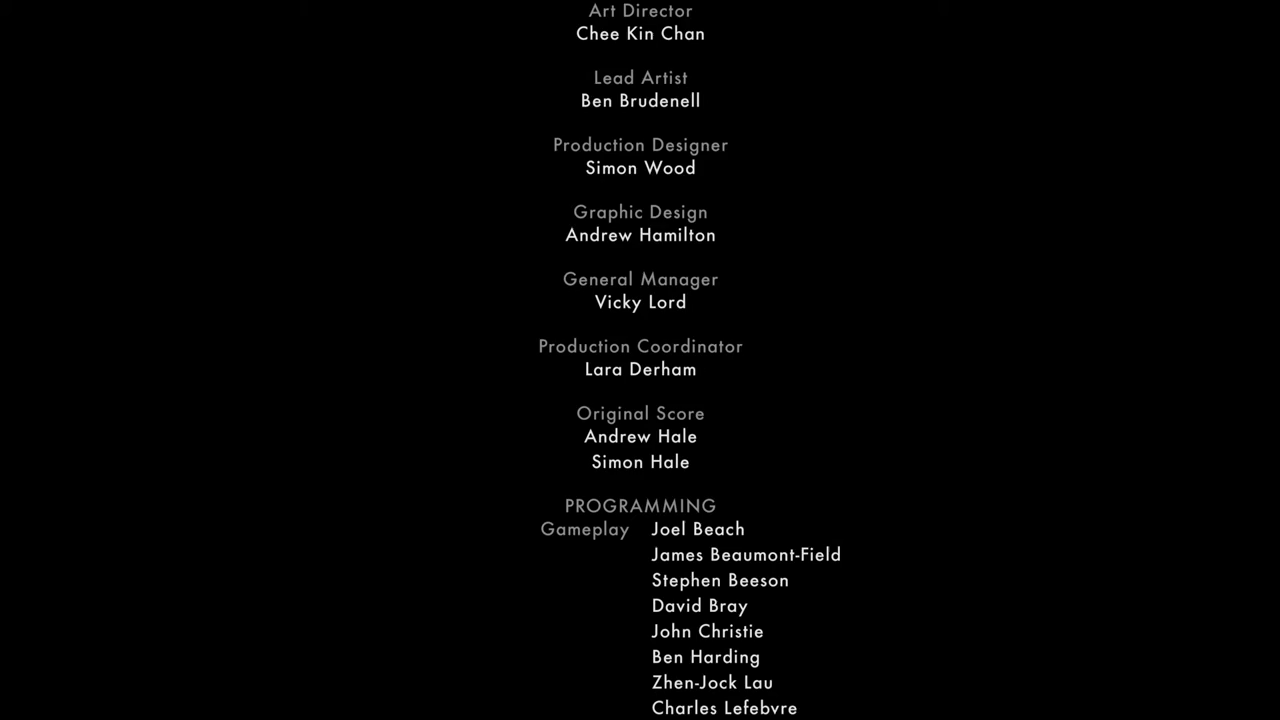 Art Director
Chee Kin Chan
Lead Artist
Ben Brudenell
Production Designer
Simon Wood
Graphic Design
Andrew Hamilton
General Manager
Vicky Lord
Production Coordinator
Lara Derham
Original Score
Andrew Hale
Simon Hale
PROGRAMMING
Gameplay Joel Beach
James Beaumont-Field
Stephen Beeson
David Bray
John Christie
Ben Harding
Zhen-Jock Lau
Charles Lefebvre